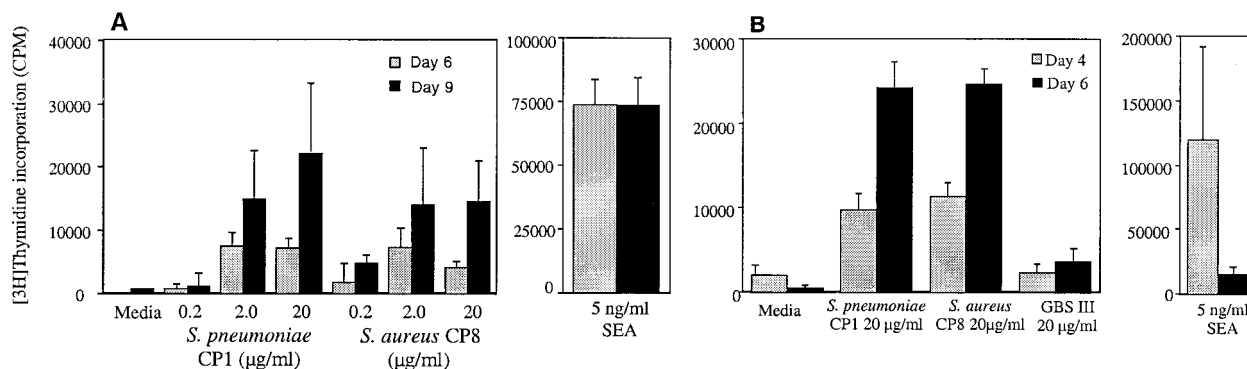 A
B
[3H]Thymidine incorporation (CPM)
40000
30000
20000
10000
0
Day 6
Day 9
Media
0.2
2.0
20
0.2
2.0
20
S. pneumoniae
CP1 (µg/ml)
S. aureus CP8
(µg/ml)
100000
75000
50000
25000
0
5 ng/ml
SEA
30000
20000
10000
0
Day 4
Day 6
Media
S. pneumoniae
CP1 20 µg/ml
S. aureus
CP8 20µg/ml
GBS III
20 µg/ml
200000
150000
100000
50000
0
5 ng/ml
SEA